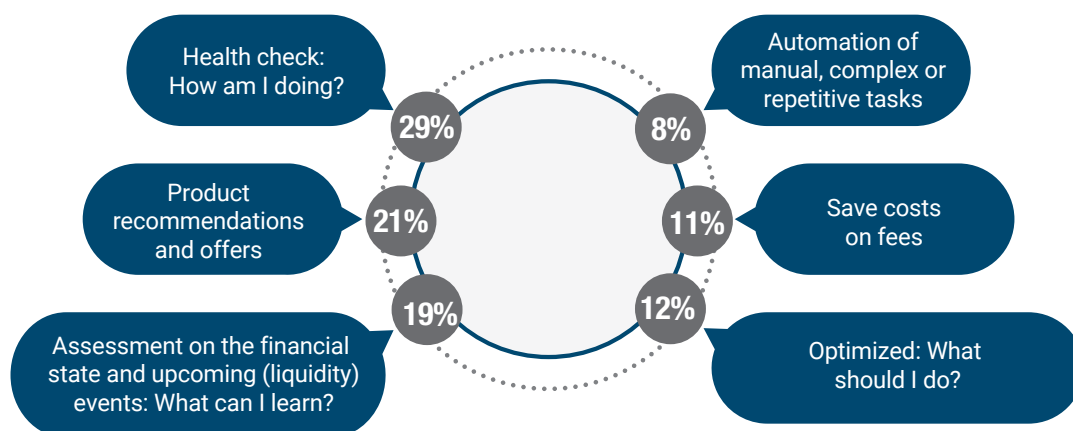 Health check:
How am I doing?
29%
Product
recommendations
and offers
21%
Assessment on the financial
state and upcoming (liquidity)
events: What can I learn?
19%
Automation of
manual, complex or
repetitive tasks
8%
Save costs
on fees
11%
Optimized: What
should I do?
12%